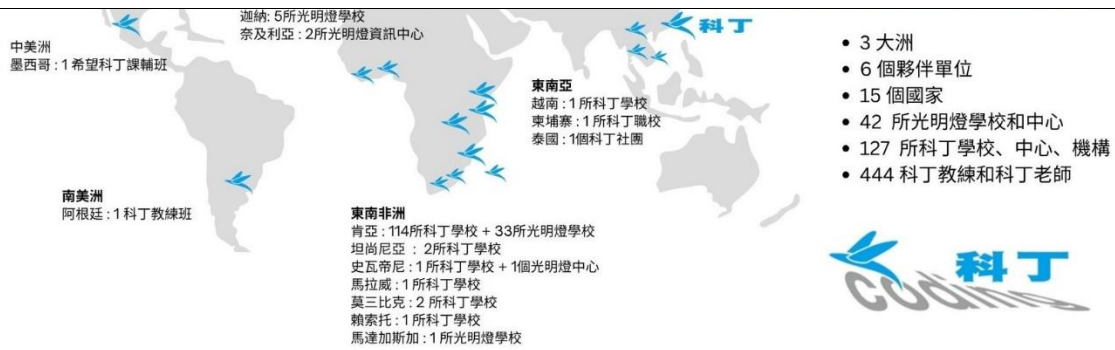 迦納: 5所光明燈學校
奈及利亞 : 2所光明燈資訊中心
科丁
中美洲
墨西哥 : 1希望科丁課輔班
東南亞
越南 : 1 所科丁學校
柬埔寨 : 1所科丁職校
泰國 : 1個科丁社團
南美洲
阿根廷 : 1 科丁教練班
東南非洲
肯亞 : 114所科丁學校 + 33所光明燈學校
坦尚尼亞 : 2所科丁學校
史瓦帝尼 : 1 所科丁學校 + 1個光明燈中心
馬拉威 : 1 所科丁學校
莫三比克 : 2 所科丁學校
賴索托 : 1 所科丁學校
馬達加斯加 : 1 所光明燈學校
• 3 大洲
• 6 個夥伴單位
• 15 個國家
• 42 所光明燈學校和中心
• 127 所科丁學校、中心、機構
• 444 科丁教練和科丁老師
科丁
coding